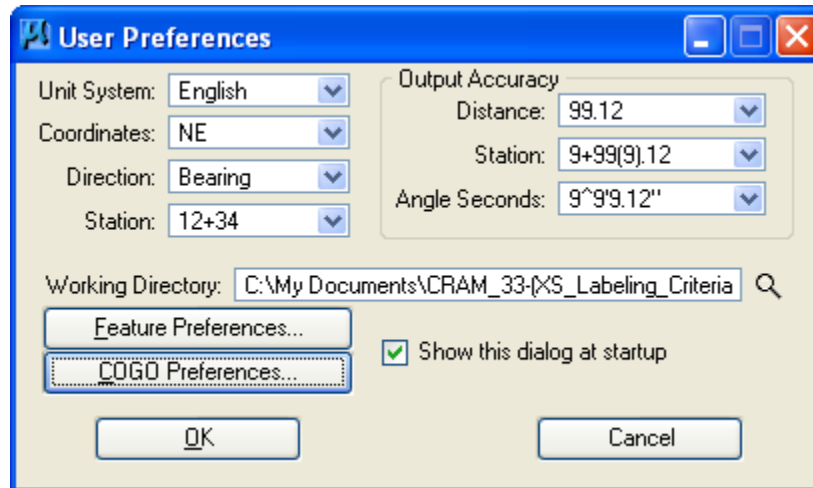 User Preferences
Unit System: English
Coordinates: NE
Direction: Bearing
Station: 12+34
Output Accuracy
Distance: 99.12
Station: 9+99(9).12
Angle Seconds: 9^9'9.12"
Working Directory: C:\My Documents\CRAM_33-(XS_Labeling_Criteria
Feature Preferences...
COGO Preferences...
Show this dialog at startup
OK
Cancel